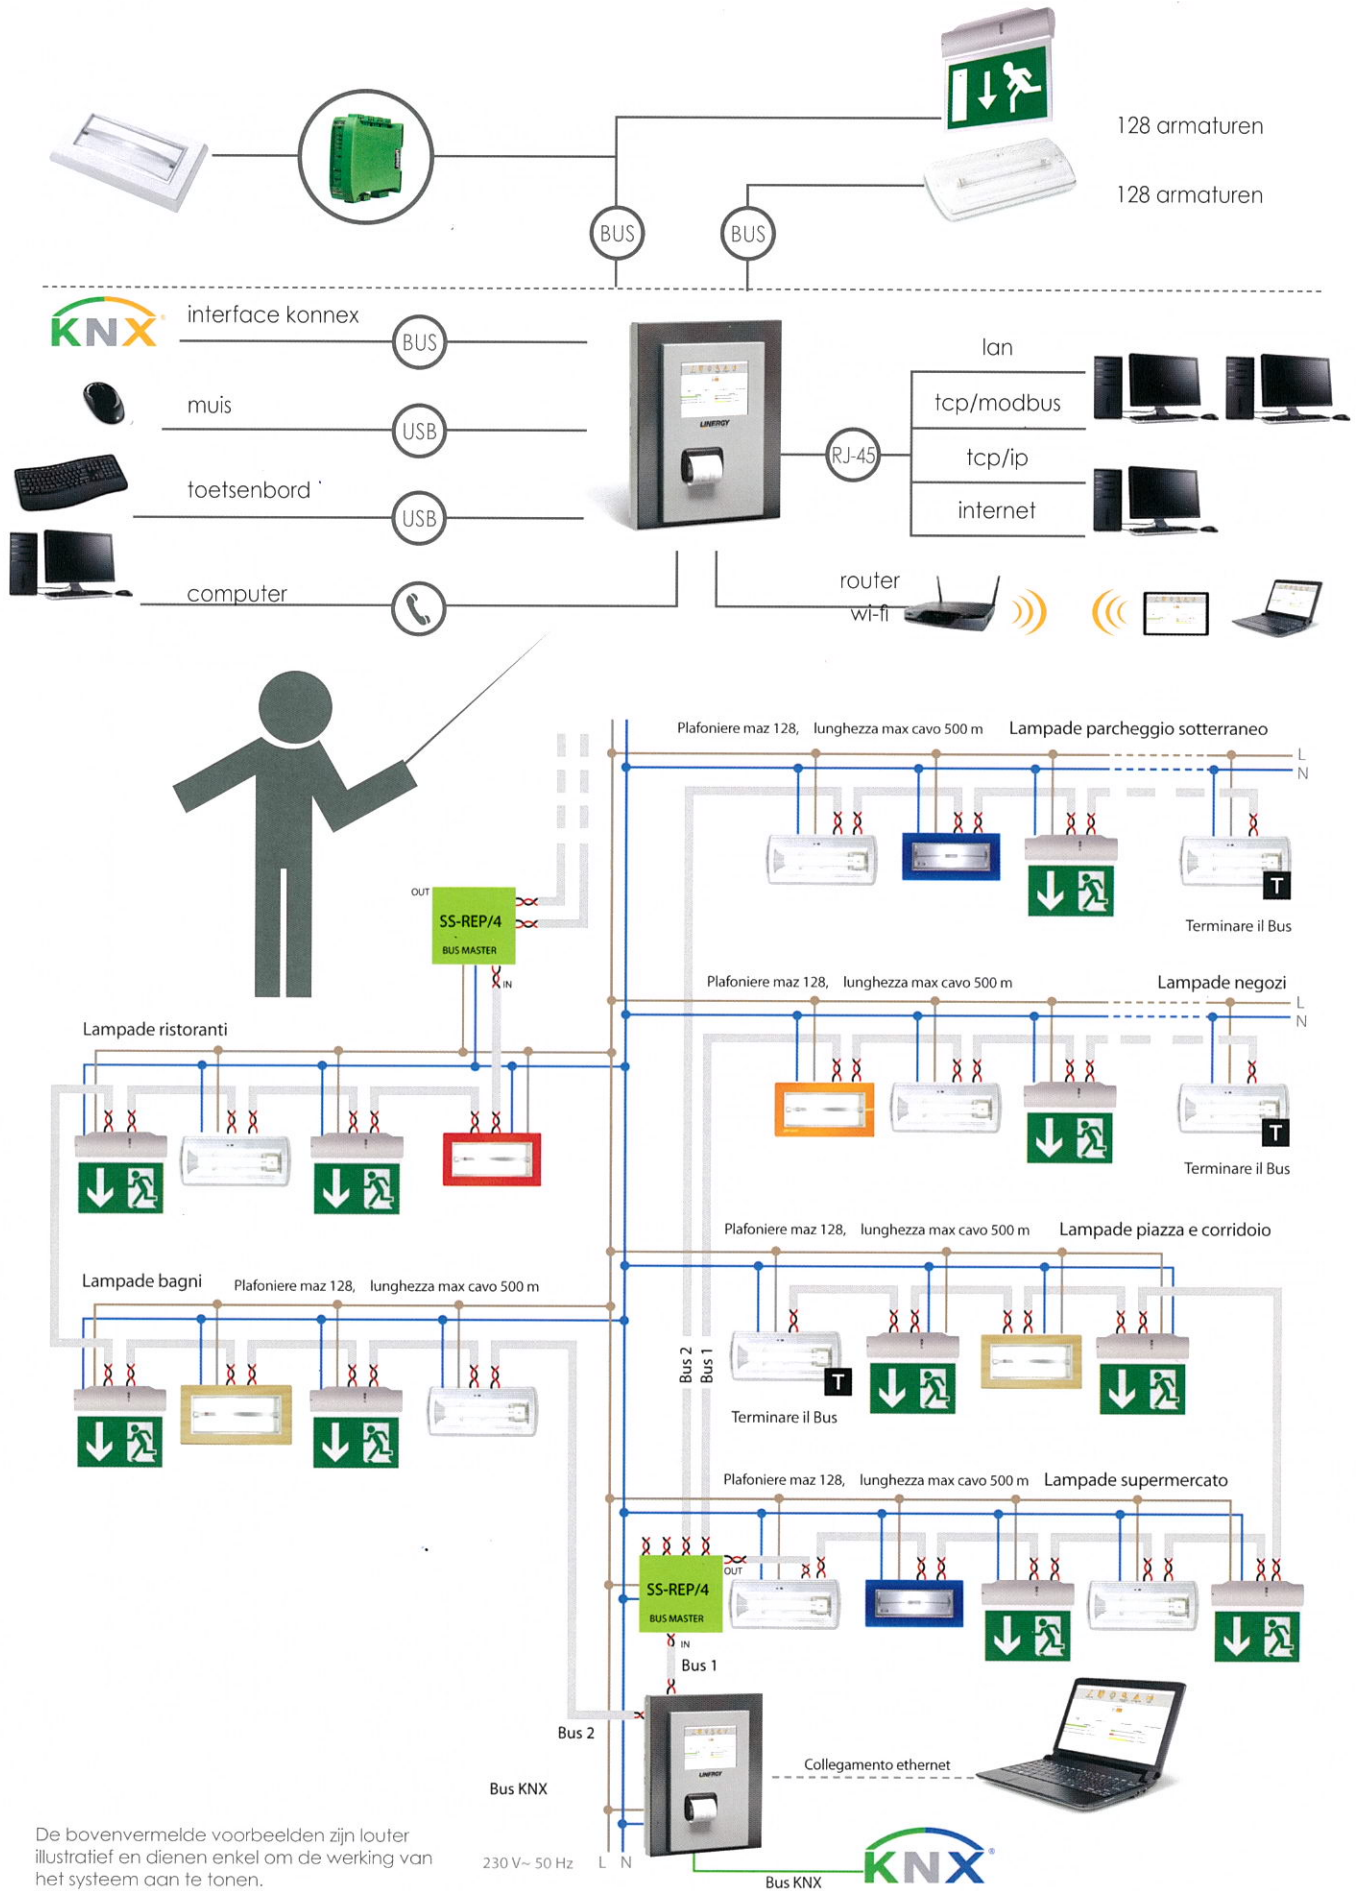 128 armaturen
128 armaturen
BUS
BUS
KNX
interface konnex
BUS
lan
muis
USB
tcp/modbus
LINERGY
RJ-45
tcp/ip
toetsenbord
USB
internet
computer
router
wi-fi
Plafoniere maz 128, lunghezza max cavo 500 m Lampade parcheggio sotterraneo
L
N
T
Terminare il Bus
OUT
SS-REP/4
BUS MASTER
IN
Plafoniere maz 128, lunghezza max cavo 500 m Lampade negozi
L
N
T
Terminare il Bus
Lampade ristoranti
Plafoniere maz 128, lunghezza max cavo 500 m Lampade piazza e corridoio
T
Terminare il Bus
Lampade bagni Plafoniere maz 128, lunghezza max cavo 500 m
Bus 2
Bus 1
Plafoniere maz 128, lunghezza max cavo 500 m Lampade supermercato
OUT
SS-REP/4
BUS MASTER
IN
Bus 1
Bus 2
LINERGY
Collegamento ethernet
Bus KNX
De bovenvermelde voorbeelden zijn louter
illustratief en dienen enkel om de werking van
het systeem aan te tonen.
230 V~ 50 Hz L N
Bus KNX
KNX